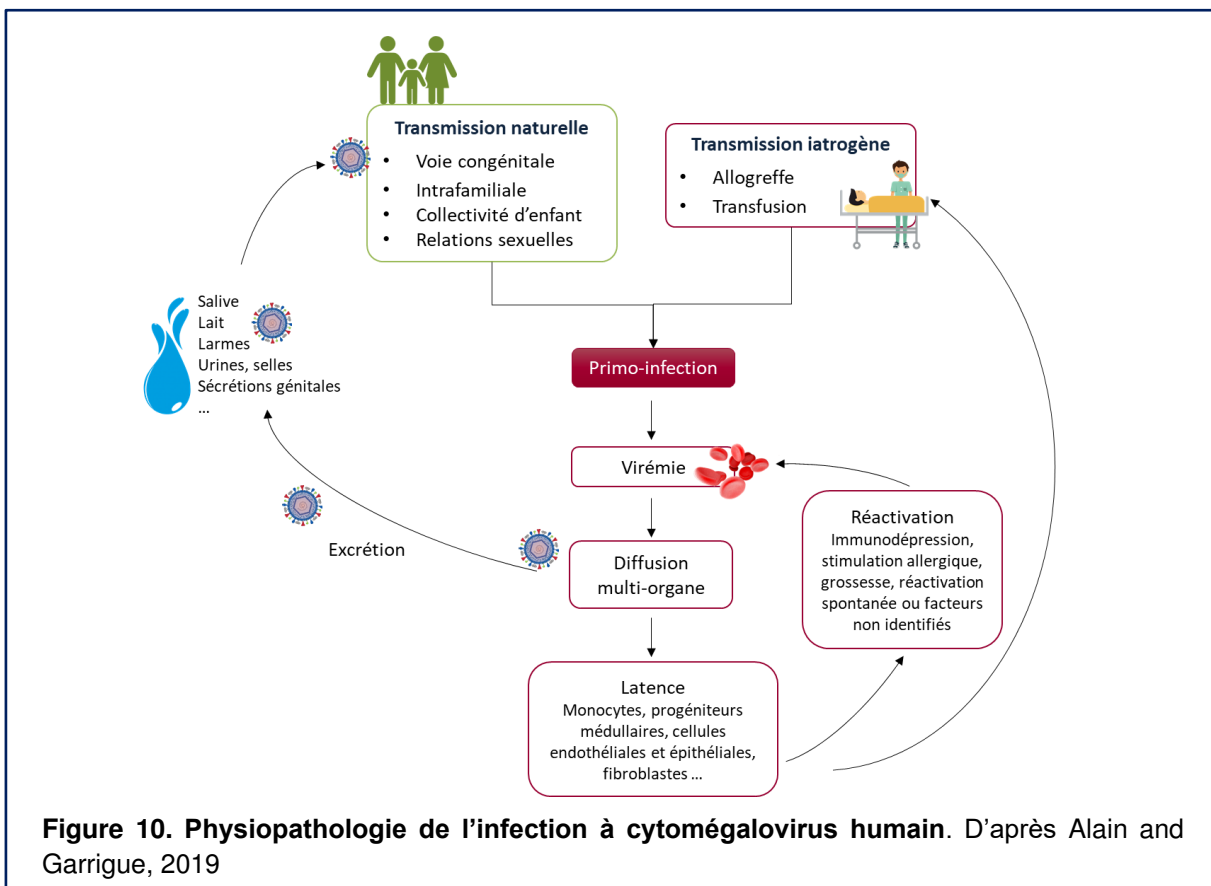 Transmission naturelle
• Voie congénitale
• Intrafamiliale
• Collectivité d'enfant
• Relations sexuelles
Transmission iatrogène
• Allogreffe
• Transfusion
Salive
Lait
Larmes
Urines, selles
Sécrétions génitales
...
Primo-infection
Virémie
Excrétion
Diffusion
multi-organe
Réactivation
Immunodépression,
stimulation allergique,
grossesse, réactivation
spontanée ou facteurs
non identifiés
Latence
Monocytes, progéniteurs
médullaires, cellules
endothéliales et épithéliales,
fibroblastes ...
Figure 10. Physiopathologie de l'infection à cytomégalovirus humain. D'après Alain and
Garrigue, 2019